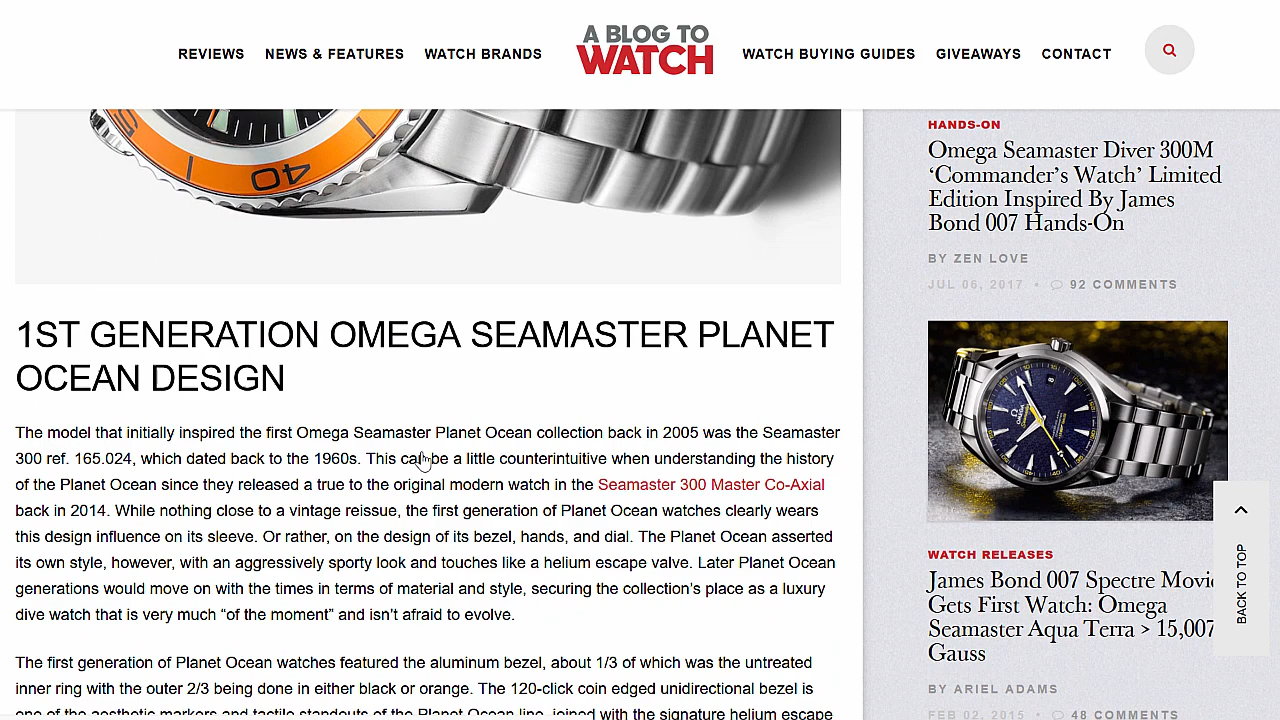 REVIEWS NEWS & FEATURES WATCH BRANDS
A BLOG TO
WATCH
WATCH BUYING GUIDES GIVEAWAYS CONTACT
40
1ST GENERATION OMEGA SEAMASTER PLANET
OCEAN DESIGN
The model that initially inspired the first Omega Seamaster Planet Ocean collection back in 2005 was the Seamaster
300 ref. 165.024, which dated back to the 1960s. This can be a little counterintuitive when understanding the history
of the Planet Ocean since they released a true to the original modern watch in the Seamaster 300 Master Co-Axial
back in 2014. While nothing close to a vintage reissue, the first generation of Planet Ocean watches clearly wears
this design influence on its sleeve. Or rather, on the design of its bezel, hands, and dial. The Planet Ocean asserted
its own style, however, with an aggressively sporty look and touches like a helium escape valve. Later Planet Ocean
generations would move on with the times in terms of material and style, securing the collection’s place as a luxury
dive watch that is very much “of the moment” and isn’t afraid to evolve.
The first generation of Planet Ocean watches featured the aluminum bezel, about 1/3 of which was the untreated
inner ring with the outer 2/3 being done in either black or orange. The 120-click coin edged unidirectional bezel is
one of the aesthetic markers and tactile standouts of the Planet Ocean line, joined with the signature helium escape
HANDS-ON
Omega Seamaster Diver 300M
‘Commander’s Watch’ Limited
Edition Inspired By James
Bond 007 Hands-On
BY ZEN LOVE
JUL 06, 2017 • 92 COMMENTS
WATCH RELEASES
James Bond 007 Spectre Movie
Gets First Watch: Omega
Seamaster Aqua Terra > 15,007
Gauss
BY ARIEL ADAMS
FEB 02, 2015 • 48 COMMENTS
BACK TO TOP